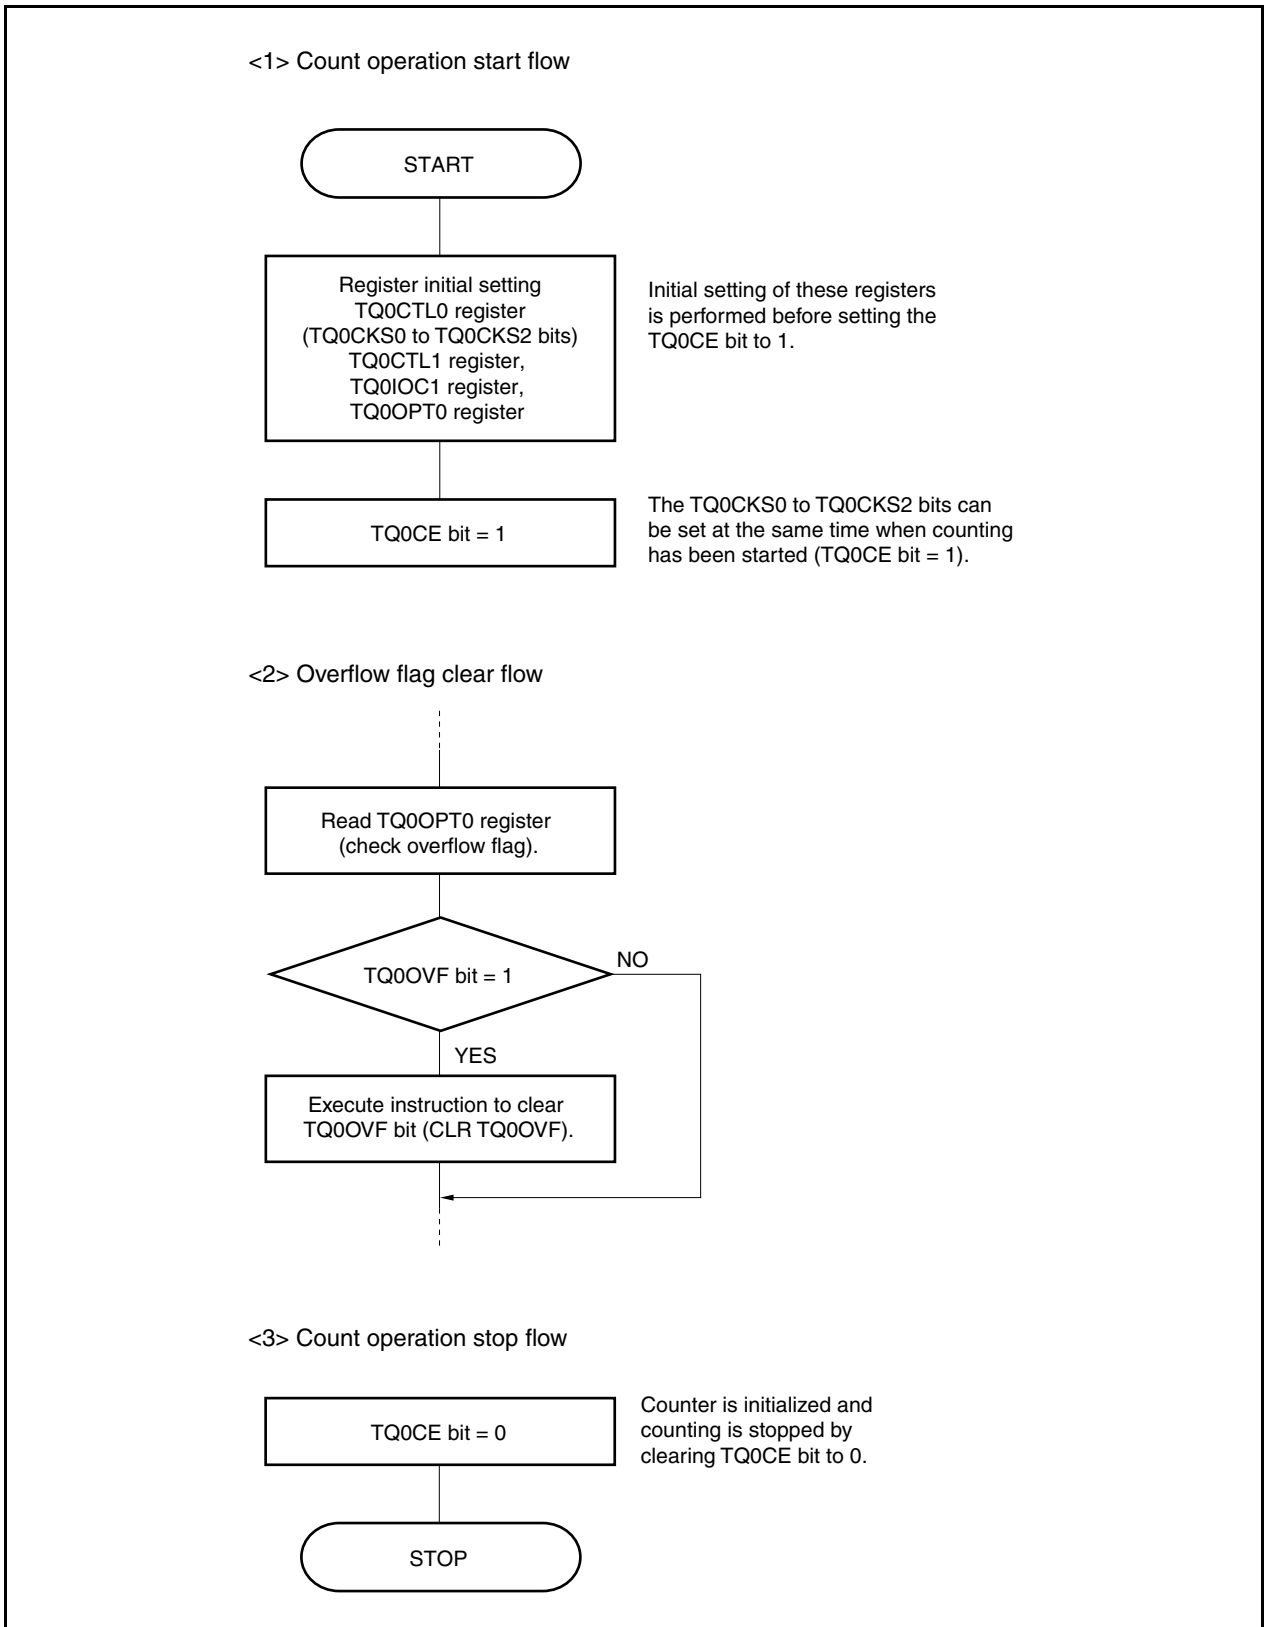 <1> Count operation start flow
START
Register initial setting
TQ0CTL0 register
(TQ0CKS0 to TQ0CKS2 bits)
TQ0CTL1 register,
TQ0IOC1 register,
TQ0OPT0 register
Initial setting of these registers
is performed before setting the
TQ0CE bit to 1.
TQ0CE bit = 1
The TQ0CKS0 to TQ0CKS2 bits can
be set at the same time when counting
has been started (TQ0CE bit = 1).
<2> Overflow flag clear flow
Read TQ0OPT0 register
(check overflow flag).
TQ0OVF bit = 1
NO
YES
Execute instruction to clear
TQ0OVF bit (CLR TQ0OVF).
<3> Count operation stop flow
TQ0CE bit = 0
Counter is initialized and
counting is stopped by
clearing TQ0CE bit to 0.
STOP